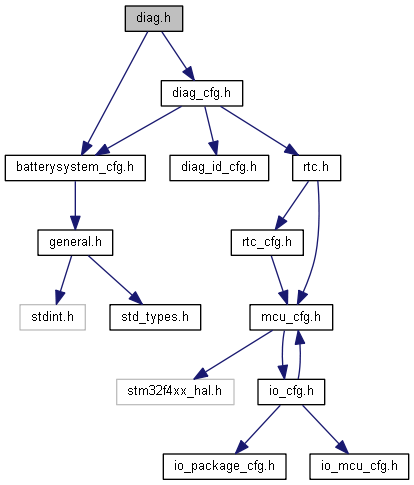 diag.h
diag_cfg.h
batterysystem_cfg.h
diag_id_cfg.h
rtc.h
general.h
rtc_cfg.h
stdint.h
std_types.h
mcu_cfg.h
stm32f4xx_hal.h
io_cfg.h
io_package_cfg.h
io_mcu_cfg.h